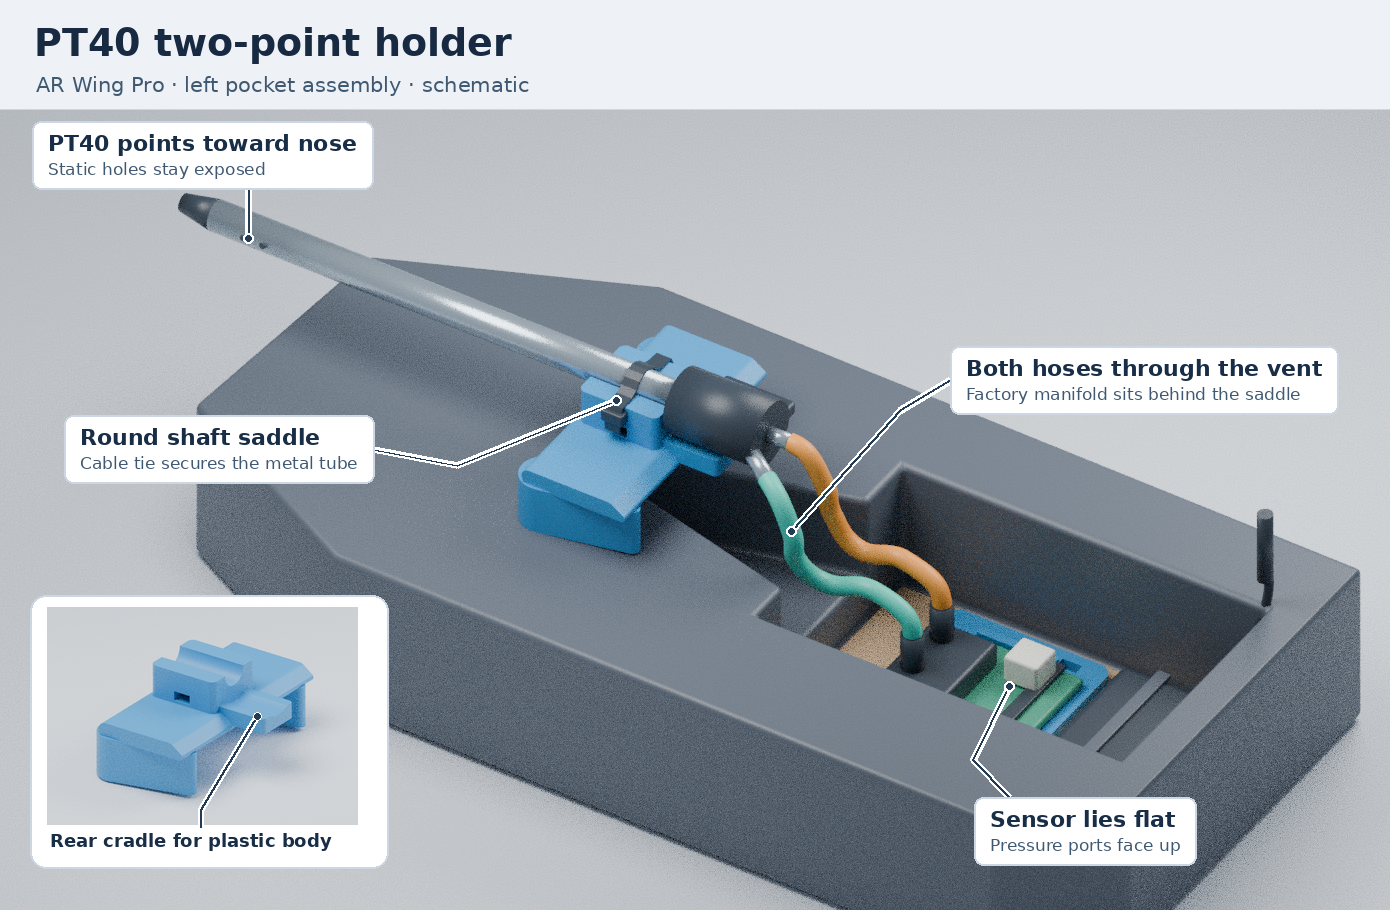 PT40 two-point holder
AR Wing Pro · left pocket assembly · schematic
PT40 points toward nose
Static holes stay exposed
Both hoses through the vent
Factory manifold sits behind the saddle
Round shaft saddle
Cable tie secures the metal tube
Rear cradle for plastic body
Sensor lies flat
Pressure ports face up